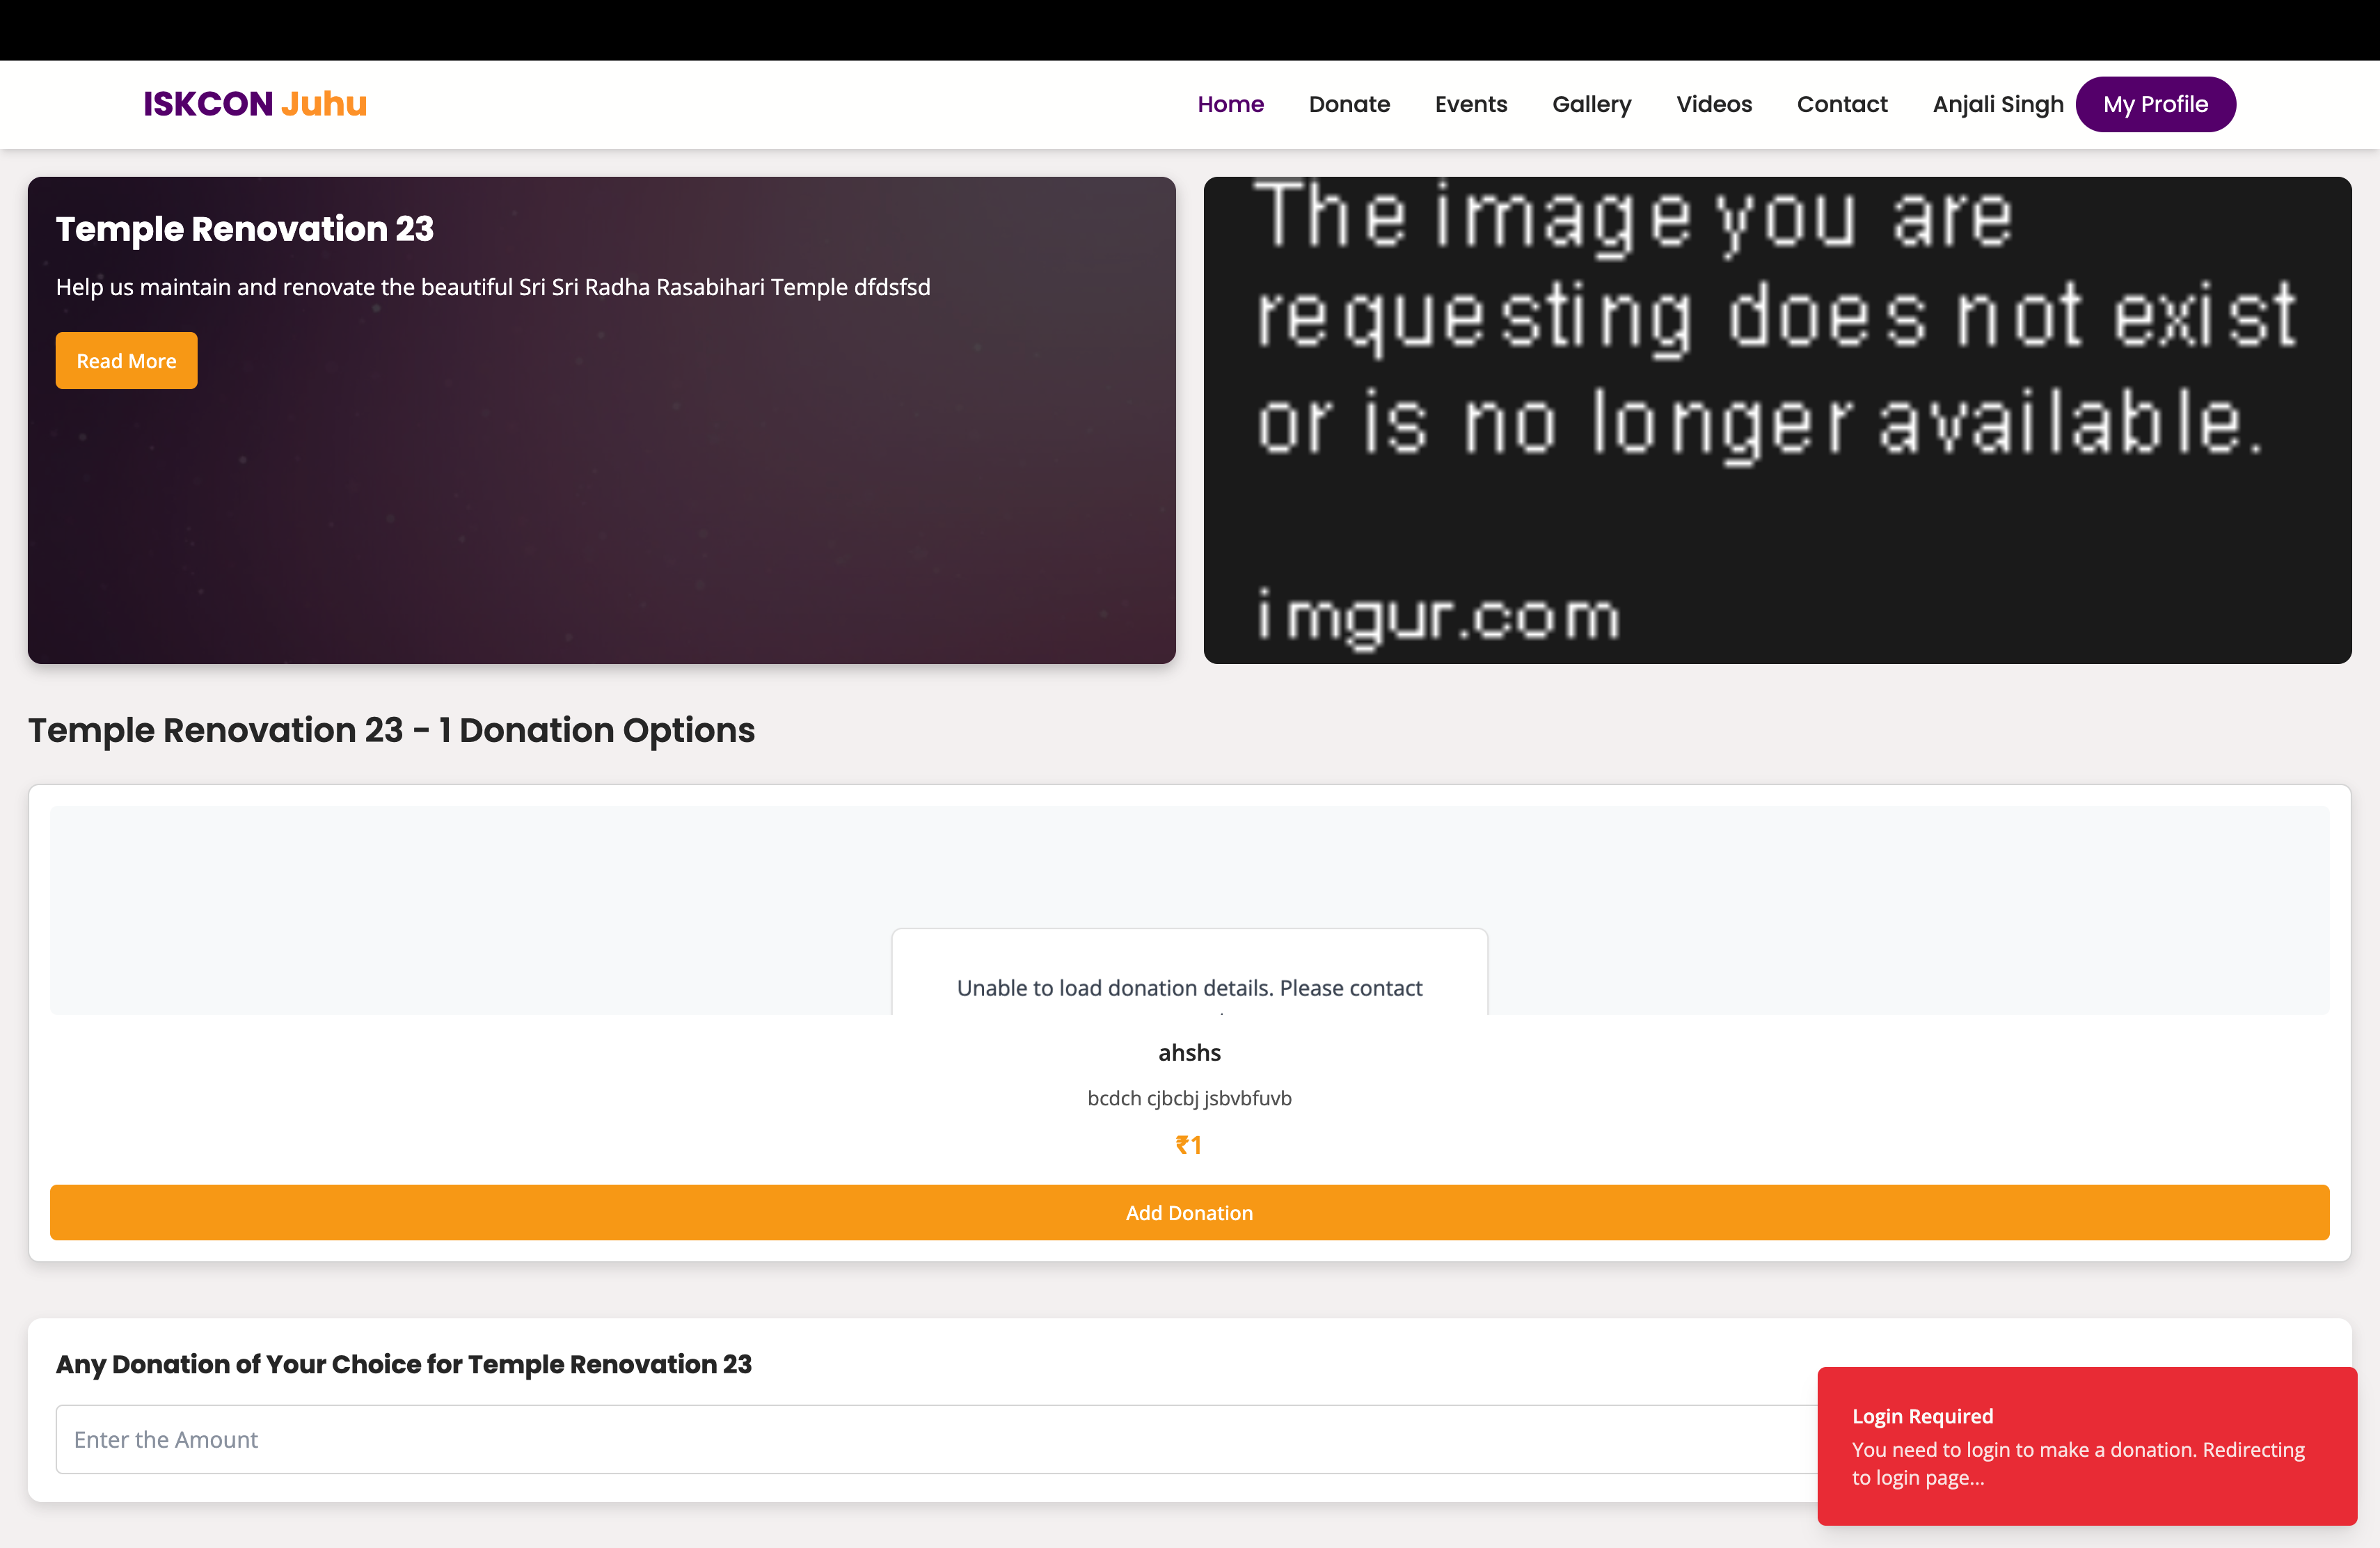 ISKCON Juhu
Home Donate Events Gallery Videos Contact Anjali Singh My Profile
Temple Renovation 23
Help us maintain and renovate the beautiful Sri Sri Radha Rasabihari Temple dfdsfsd
Read More
The image you are
requesting does not exist
or is no longer available.
imgur.com
Temple Renovation 23 - 1 Donation Options
Unable to load donation details. Please contact
ahshs
bcdch cjbcbj jsbvbfuvb
₹1
Add Donation
Any Donation of Your Choice for Temple Renovation 23
Enter the Amount
Login Required
You need to login to make a donation. Redirecting
to login page...